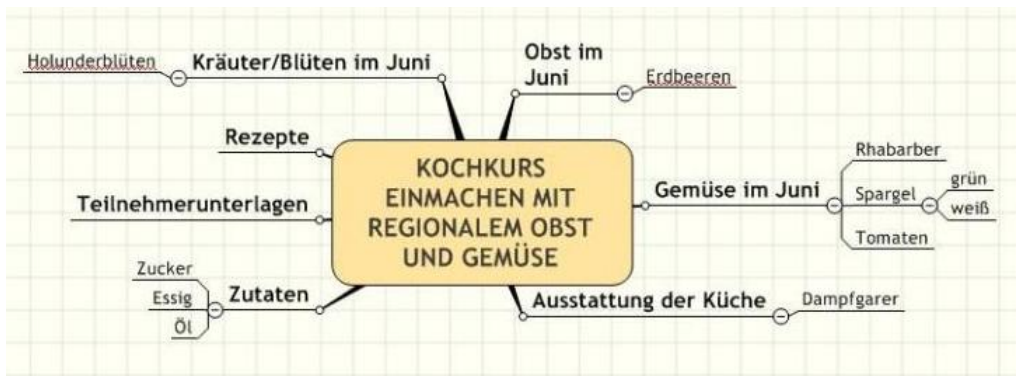 KOCHKURS
EINMACHEN MIT
REGIONALEM OBST
UND GEMÜSE
Obst im
Juni
Erdbeeren
Gemüse im Juni
Rhabarber
Spargel
grün
weiß
Tomaten
Ausstattung der Küche
Dampfgarer
Zutaten
Zucker
Essig
Öl
Teilnehmerunterlagen
Rezepte
Kräuter/Blüten im Juni
Holunderblüten